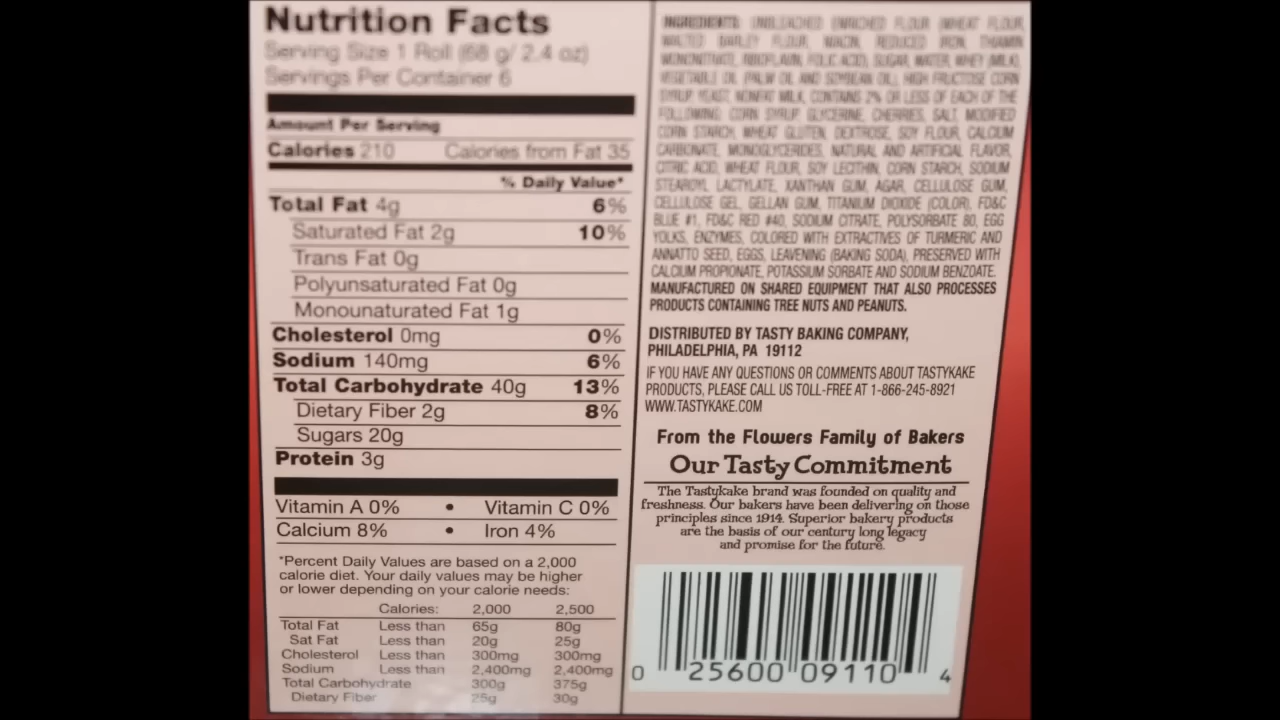 Nutrition Facts
Serving Size 1 Roll (68 g/ 2.4 oz)
Servings Per Container 6
Amount Per Serving
Calories 210 Calories from Fat 35
% Daily Value*
Total Fat 4g 6%
Saturated Fat 2g 10%
Trans Fat 0g
Polyunsaturated Fat 0g
Monounaturated Fat 1g
Cholesterol 0mg 0%
Sodium 140mg 6%
Total Carbohydrate 40g 13%
Dietary Fiber 2g 8%
Sugars 20g
Protein 3g
Vitamin A 0% • Vitamin C 0%
Calcium 8% • Iron 4%
*Percent Daily Values are based on a 2,000
calorie diet. Your daily values may be higher
or lower depending on your calorie needs:
Calories: 2,000 2,500
Total Fat Less than 65g 80g
Sat Fat Less than 20g 25g
Cholesterol Less than 300mg 300mg
Sodium Less than 2,400mg 2,400mg
Total Carbohydrate 300g 375g
Dietary Fiber 25g 30g
INGREDIENTS: UNBLEACHED ENRICHED FLOUR (WHEAT FLOUR,
MALTED BARLEY FLOUR, NIACIN, REDUCED IRON, THIAMIN
MONONITRATE, RIBOFLAVIN, FOLIC ACID), SUGAR, WATER, WHEY (MILK),
VEGETABLE OIL (PALM OIL AND SOYBEAN OIL), HIGH FRUCTOSE CORN
SYRUP, YEAST, NONFAT MILK, CONTAINS 2% OR LESS OF EACH OF THE
FOLLOWING: CORN SYRUP, GLYCERINE, CHERRIES, SALT, MODIFIED
CORN STARCH, WHEAT GLUTEN, DEXTROSE, SOY FLOUR, CALCIUM
CARBONATE, MONOGLYCERIDES, NATURAL AND ARTIFICIAL FLAVOR,
CITRIC ACID, WHEAT FLOUR, SOY LECITHIN, CORN STARCH, SODIUM
STEAROYL LACTYLATE, XANTHAN GUM, AGAR, CELLULOSE GUM,
CELLULOSE GEL, GELLAN GUM, TITANIUM DIOXIDE (COLOR), FD&C
BLUE #1, FD&C RED #40, SODIUM CITRATE, POLYSORBATE 80, EGG
YOLKS, ENZYMES, COLORED WITH EXTRACTIVES OF TURMERIC AND
ANNATTO SEED, EGGS, LEAVENING (BAKING SODA), PRESERVED WITH
CALCIUM PROPIONATE, POTASSIUM SORBATE AND SODIUM BENZOATE.
MANUFACTURED ON SHARED EQUIPMENT THAT ALSO PROCESSES
PRODUCTS CONTAINING TREE NUTS AND PEANUTS.
DISTRIBUTED BY TASTY BAKING COMPANY,
PHILADELPHIA, PA 19112
IF YOU HAVE ANY QUESTIONS OR COMMENTS ABOUT TASTYKAKE
PRODUCTS, PLEASE CALL US TOLL-FREE AT 1-866-245-8921
WWW.TASTYKAKE.COM
From the Flowers Family of Bakers
Our Tasty Commitment
The Tastykake brand was founded on quality and
freshness. Our bakers have been delivering on those
principles since 1914. Superior bakery products
are the basis of our century long legacy
and promise for the future.
0 25600 09110 4